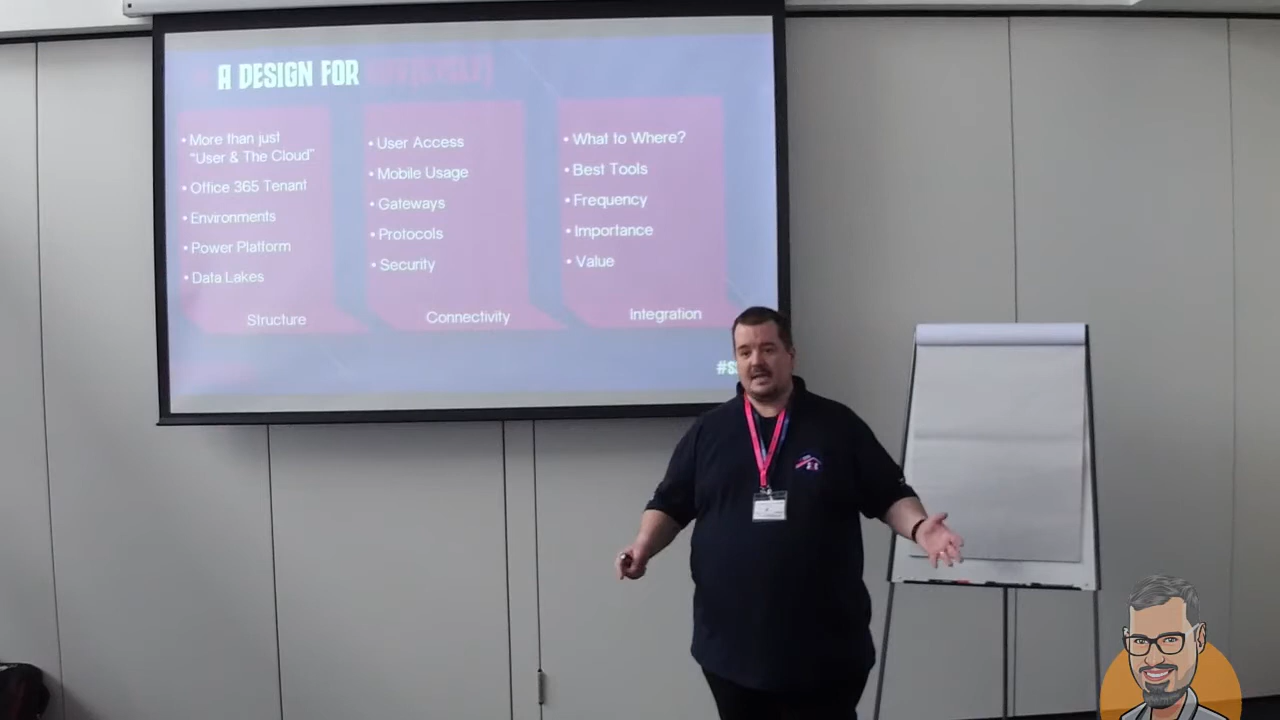 A DESIGN FOR
• More than just
"User & The Cloud"
• Office 365 Tenant
• Environments
• Power Platform
• Data Lakes
Structure
• User Access
• Mobile Usage
• Gateways
• Protocols
• Security
Connectivity
• What to Where?
• Best Tools
• Frequency
• Importance
• Value
Integration